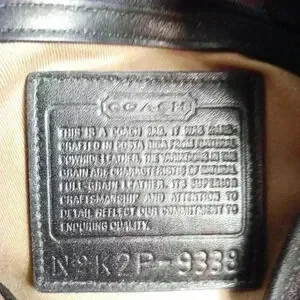 COACH
THIS IS A COACH BAG. IT WAS HAND-
CRAFTED IN COSTA RICA FROM NATURAL
COWHIDE LEATHER. THE VARIATIONS IN THE
GRAIN ARE CHARACTERISTIC OF NATURAL
FULL-GRAIN LEATHER. ITS SUPERIOR
CRAFTSMANSHIP AND ATTENTION TO
DETAIL REFLECT OUR COMMITMENT TO
ENDURING QUALITY.
Nº K2P-9338